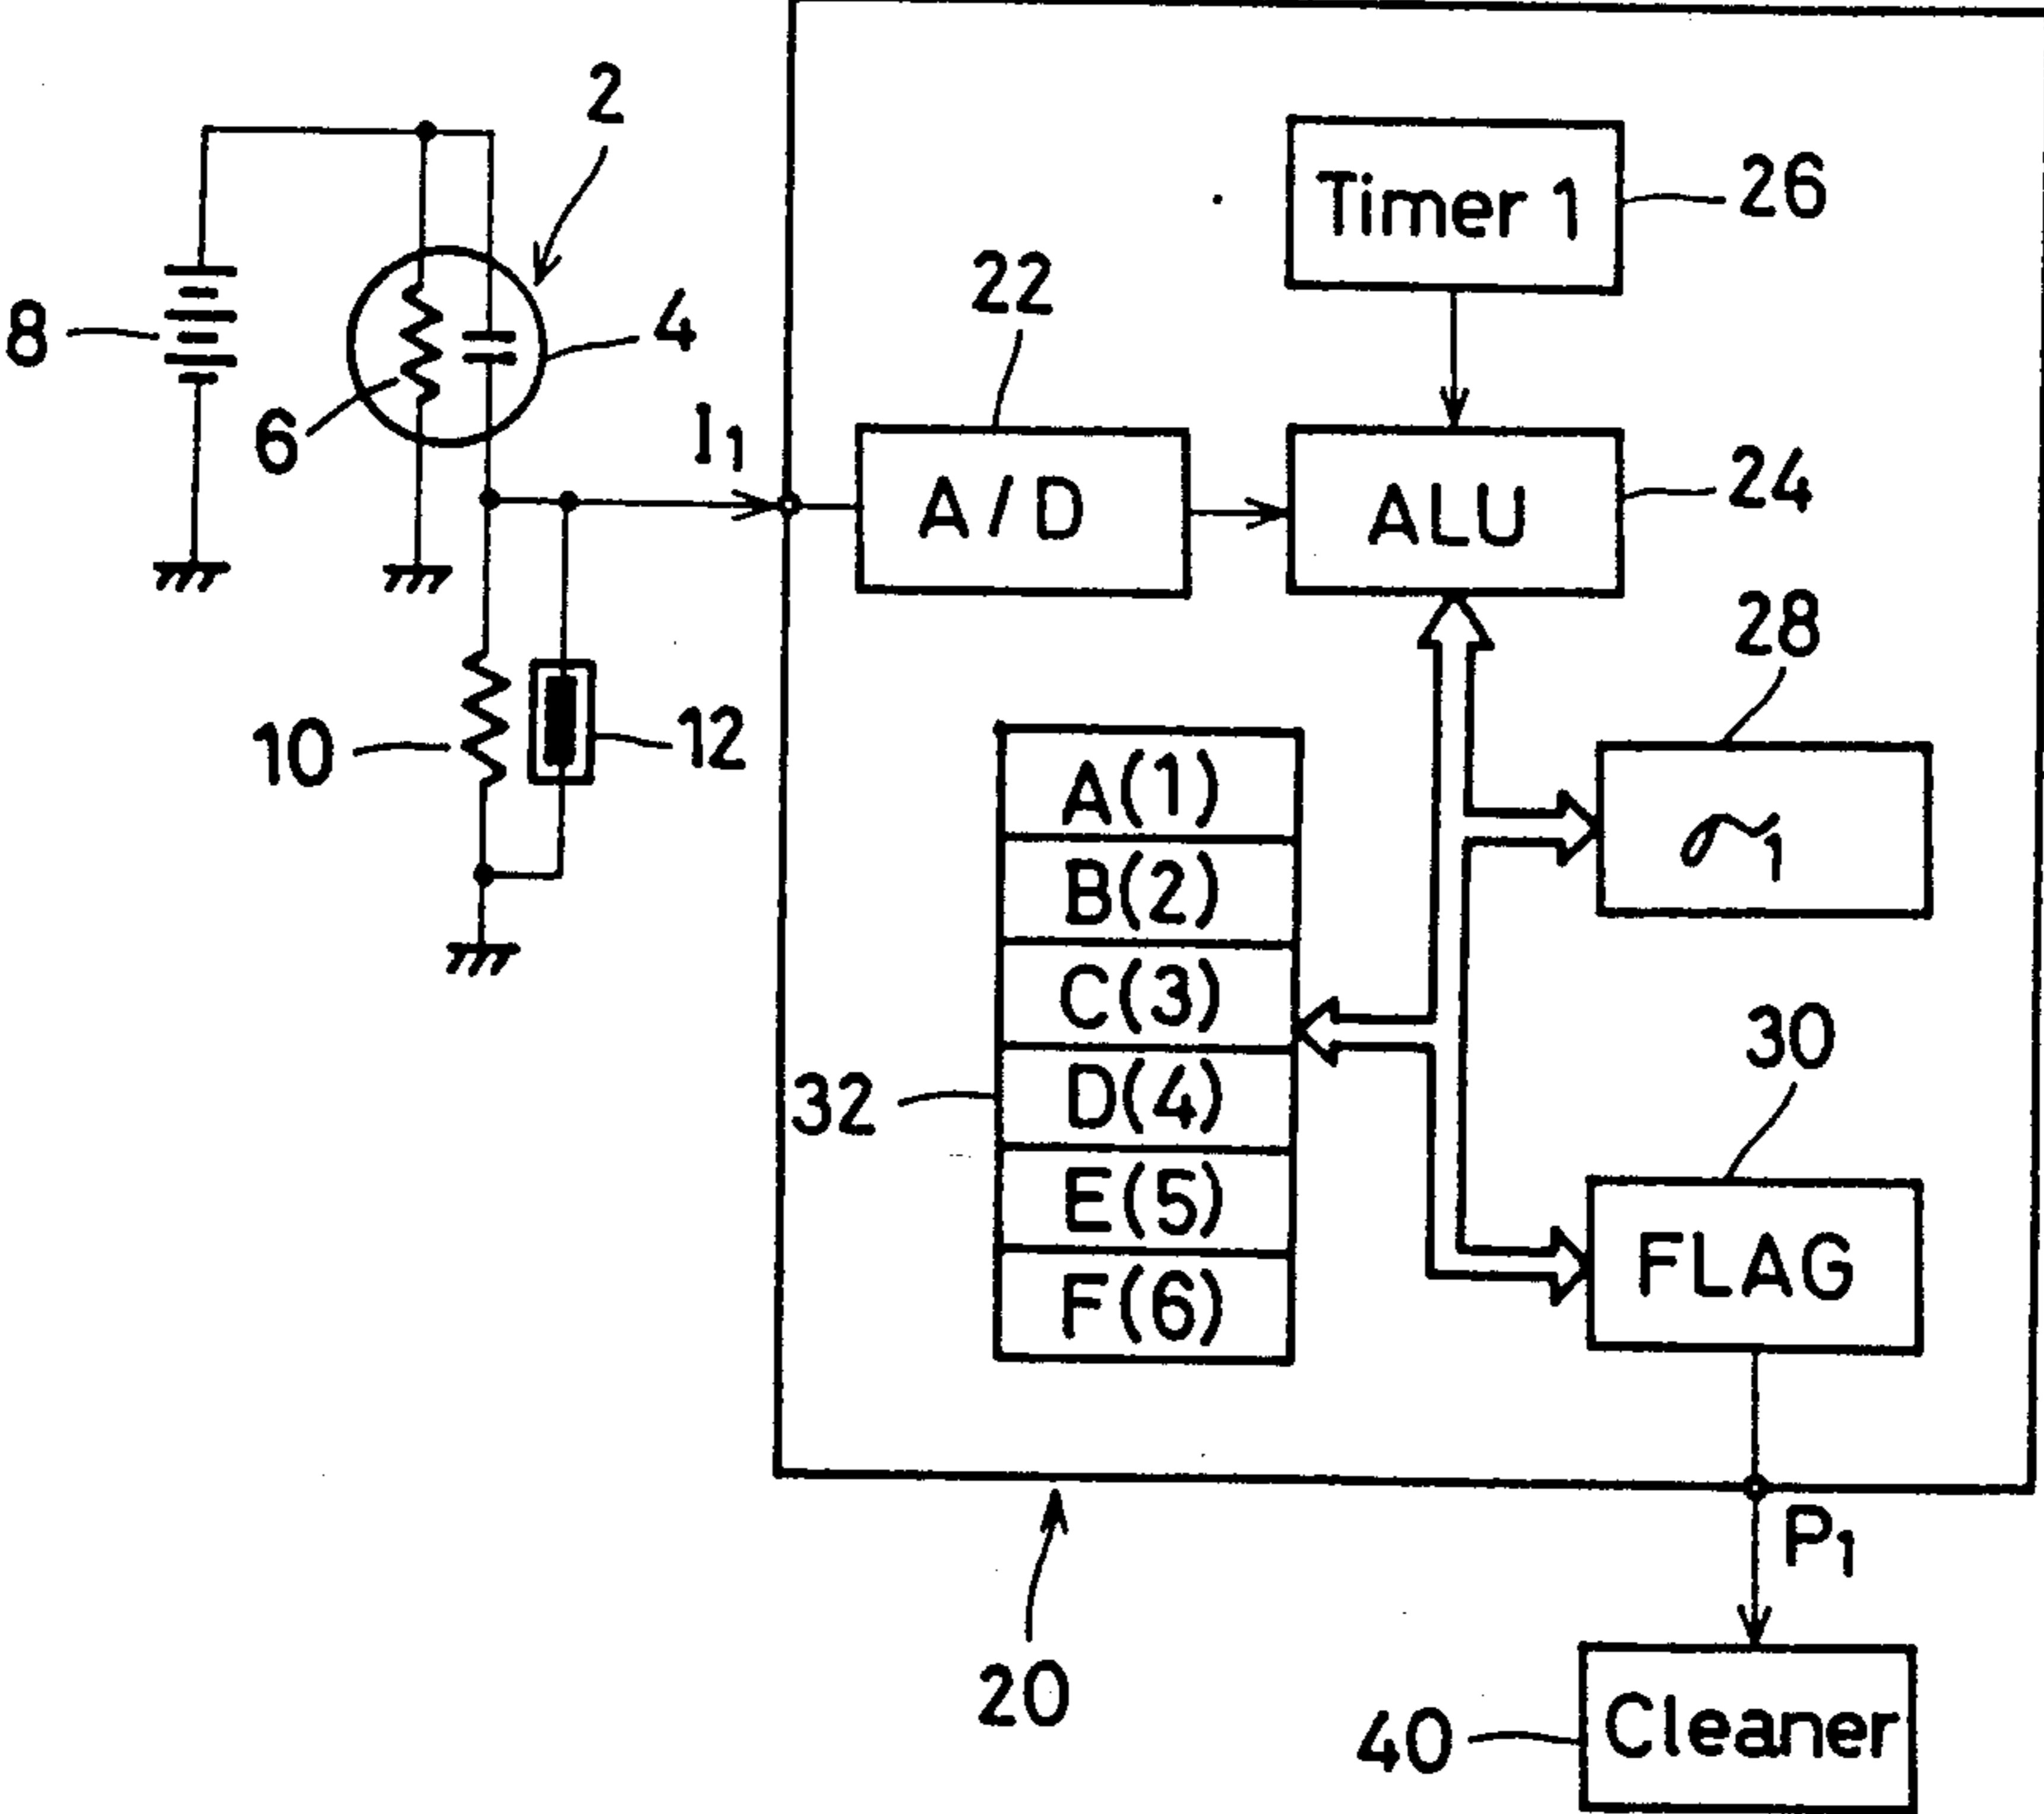 2
Timer 1
26
22
8
4
6
I1
A/D
ALU
24
28
10
12
A(1)
B(2)
C(3)
D(4)
E(5)
F(6)
32
30
FLAG
P1
20
40
Cleaner